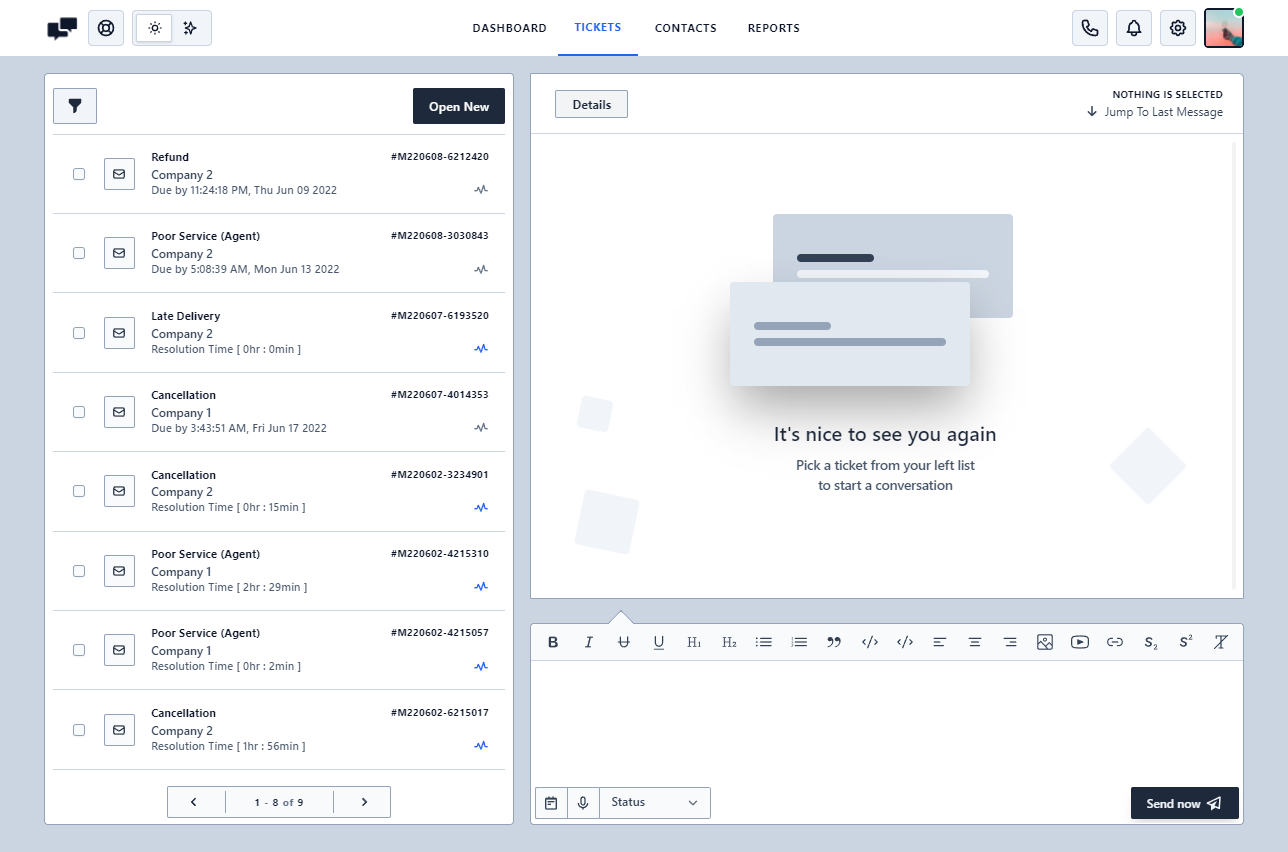 DASHBOARD
TICKETS
CONTACTS
REPORTS
Open New
Refund
#M220608-6212420
Company 2
Due by 11:24:18 PM, Thu Jun 09 2022
Poor Service (Agent)
#M220608-3030843
Company 2
Due by 5:08:39 AM, Mon Jun 13 2022
Late Delivery
#M220607-6193520
Company 2
Resolution Time [ 0hr : 0min ]
Cancellation
#M220607-4014353
Company 1
Due by 3:43:51 AM, Fri Jun 17 2022
Cancellation
#M220602-3234901
Company 2
Resolution Time [ 0hr : 15min ]
Poor Service (Agent)
#M220602-4215310
Company 1
Resolution Time [ 2hr : 29min ]
Poor Service (Agent)
#M220602-4215057
Company 1
Resolution Time [ 0hr : 2min ]
Cancellation
#M220602-6215017
Company 2
Resolution Time [ 1hr : 56min ]
1 - 8 of 9
Details
NOTHING IS SELECTED
Jump To Last Message
It's nice to see you again
Pick a ticket from your left list
to start a conversation
B I U U H1 H2 </> </> S2 S2 T
Status
Send now